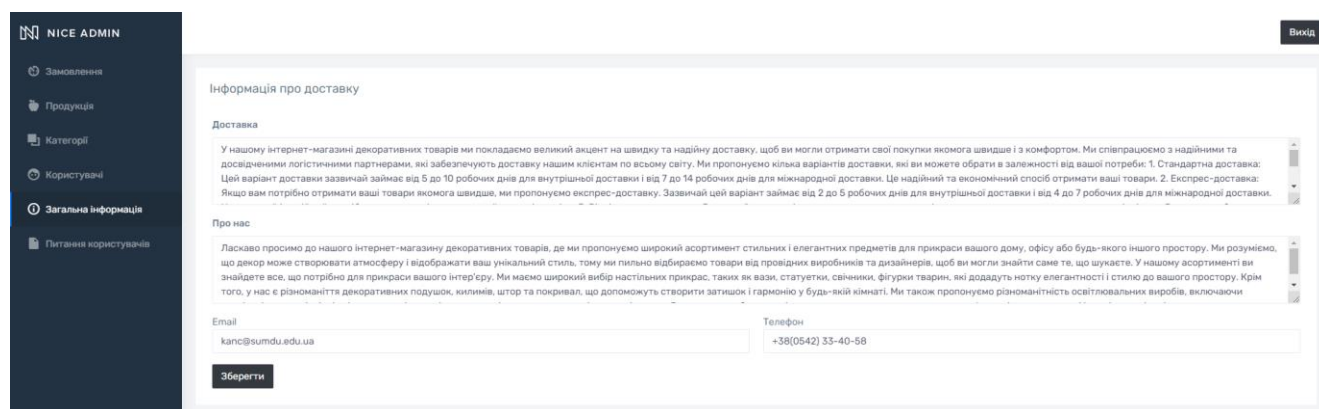 NICE ADMIN
Вихід
Замовлення
Продукція
Категорії
Користувачі
Загальна інформація
Питання користувачів
Інформація про доставку
Доставка
У нашому інтернет-магазині декоративних товарів ми покладаємо великий акцент на швидку та надійну доставку, щоб ви могли отримати свої покупки якомога швидше і з комфортом. Ми співпрацюємо з надійними та
досвідченими логістичними партнерами, які забезпечують доставку нашим клієнтам по всьому світу. Ми пропонуємо кілька варіантів доставки, які ви можете обрати в залежності від вашої потреби: 1. Стандартна доставка:
Цей варіант доставки зазвичай займає від 5 до 10 робочих днів для внутрішньої доставки і від 7 до 14 робочих днів для міжнародної доставки. Це надійний та економічний спосіб отримати ваші товари. 2. Експрес-доставка:
Якщо вам потрібно отримати ваші товари якомога швидше, ми пропонуємо експрес-доставку. Зазвичай цей варіант займає від 2 до 5 робочих днів для внутрішньої доставки і від 4 до 7 робочих днів для міжнародної доставки.
Про нас
Ласкаво просимо до нашого інтернет-магазину декоративних товарів, де ми пропонуємо широкий асортимент стильних і елегантних предметів для прикраси вашого дому, офісу або будь-якого іншого простору. Ми розуміємо,
що декор може створювати атмосферу і відображати ваш унікальний стиль, тому ми пильно відбираємо товари від провідних виробників та дизайнерів, щоб ви могли знайти саме те, що шукаєте. У нашому асортименті ви
знайдете все, що потрібно для прикраси вашого інтер'єру. Ми маємо широкий вибір настільних прикрас, таких як вази, статуетки, свічники, фігурки тварин, які додадуть нотку елегантності і стилю до вашого простору. Крім
того, у нас є різноманіття декоративних подушок, килимів, штор та покривал, що допоможуть створити затишок і гармонію у будь-якій кімнаті. Ми також пропонуємо різноманітність освітлювальних виробів, включаючи
Email
Телефон
kanc@sumdu.edu.ua
+38(0542) 33-40-58
Зберегти